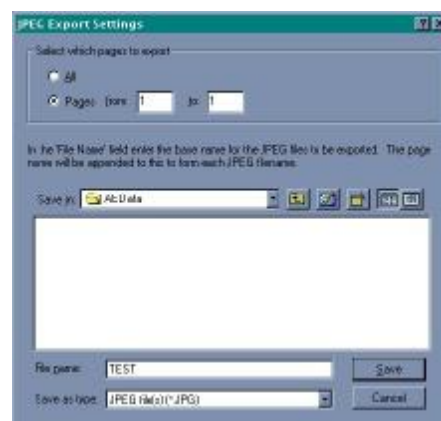 JPEG Export Settings
Select which pages to export
All
Pages from: 1 to: 1
In the 'File Name' field enter the base name for the JPEG files to be exported. The page
name will be appended to this to form each JPEG filename.
Save in: AbcData
File name: TEST Save
Save as type: JPEG file(s) (*.JPG) Cancel